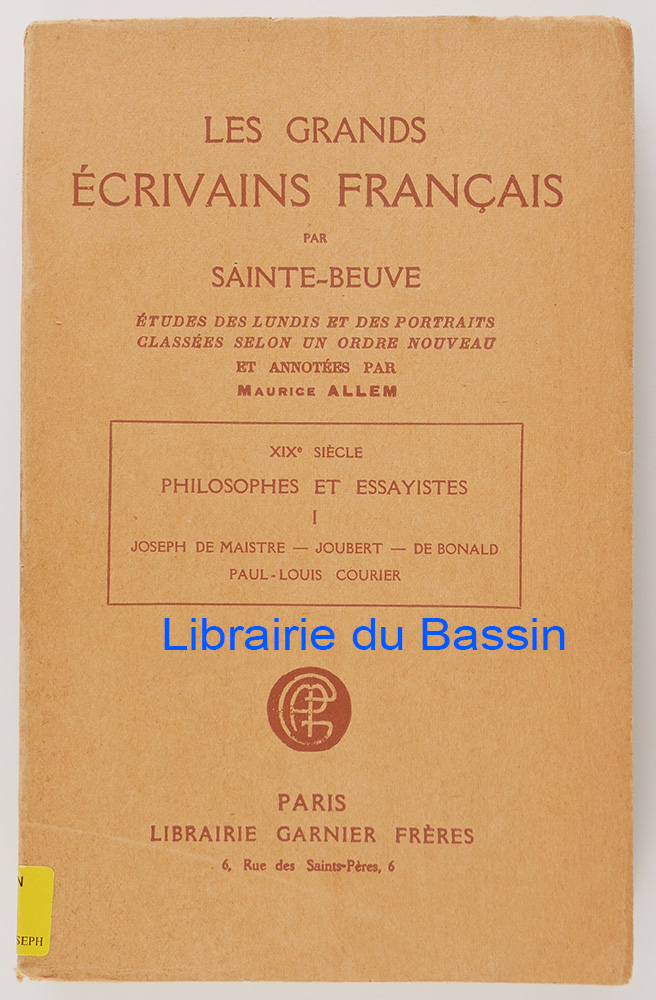 LES GRANDS
ÉCRIVAINS FRANÇAIS
PAR
SAINTE-BEUVE
ÉTUDES DES LUNDIS ET DES PORTRAITS
CLASSÉES SELON UN ORDRE NOUVEAU
ET ANNOTÉES PAR
MAURICE ALLEM
XIXe SIÈCLE
PHILOSOPHES ET ESSAYISTES
I
JOSEPH DE MAISTRE — JOUBERT — DE BONALD
PAUL-LOUIS COURIER
Librairie du Bassin
PARIS
LIBRAIRIE GARNIER FRÈRES
6, Rue des Saints-Pères, 6